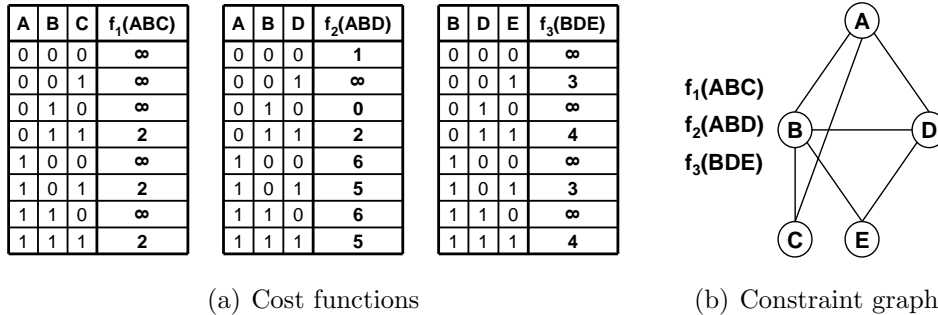 A B C f₁(ABC)
0 0 0 ∞
0 0 1 ∞
0 1 0 ∞
0 1 1 2
1 0 0 ∞
1 0 1 2
1 1 0 ∞
1 1 1 2
A B D f₂(ABD)
0 0 0 1
0 0 1 ∞
0 1 0 0
0 1 1 2
1 0 0 6
1 0 1 5
1 1 0 6
1 1 1 5
B D E f₃(BDE)
0 0 0 ∞
0 0 1 3
0 1 0 ∞
0 1 1 4
1 0 0 ∞
1 0 1 3
1 1 0 ∞
1 1 1 4
(a) Cost functions
A
f₁(ABC)
f₂(ABD)
f₃(BDE)
B D
C E
(b) Constraint graph